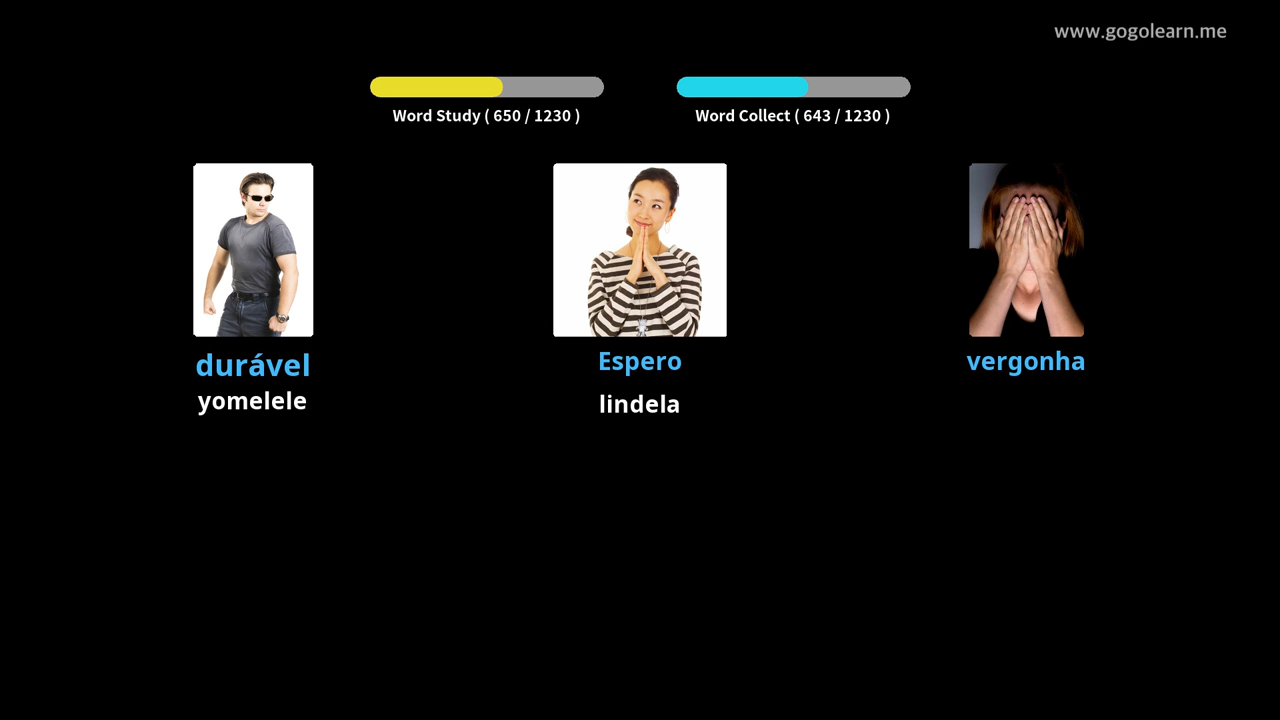 www.gogolearn.me
Word Study ( 650 / 1230 )
Word Collect ( 643 / 1230 )
durável
Espero
vergonha
yomelele
lindela